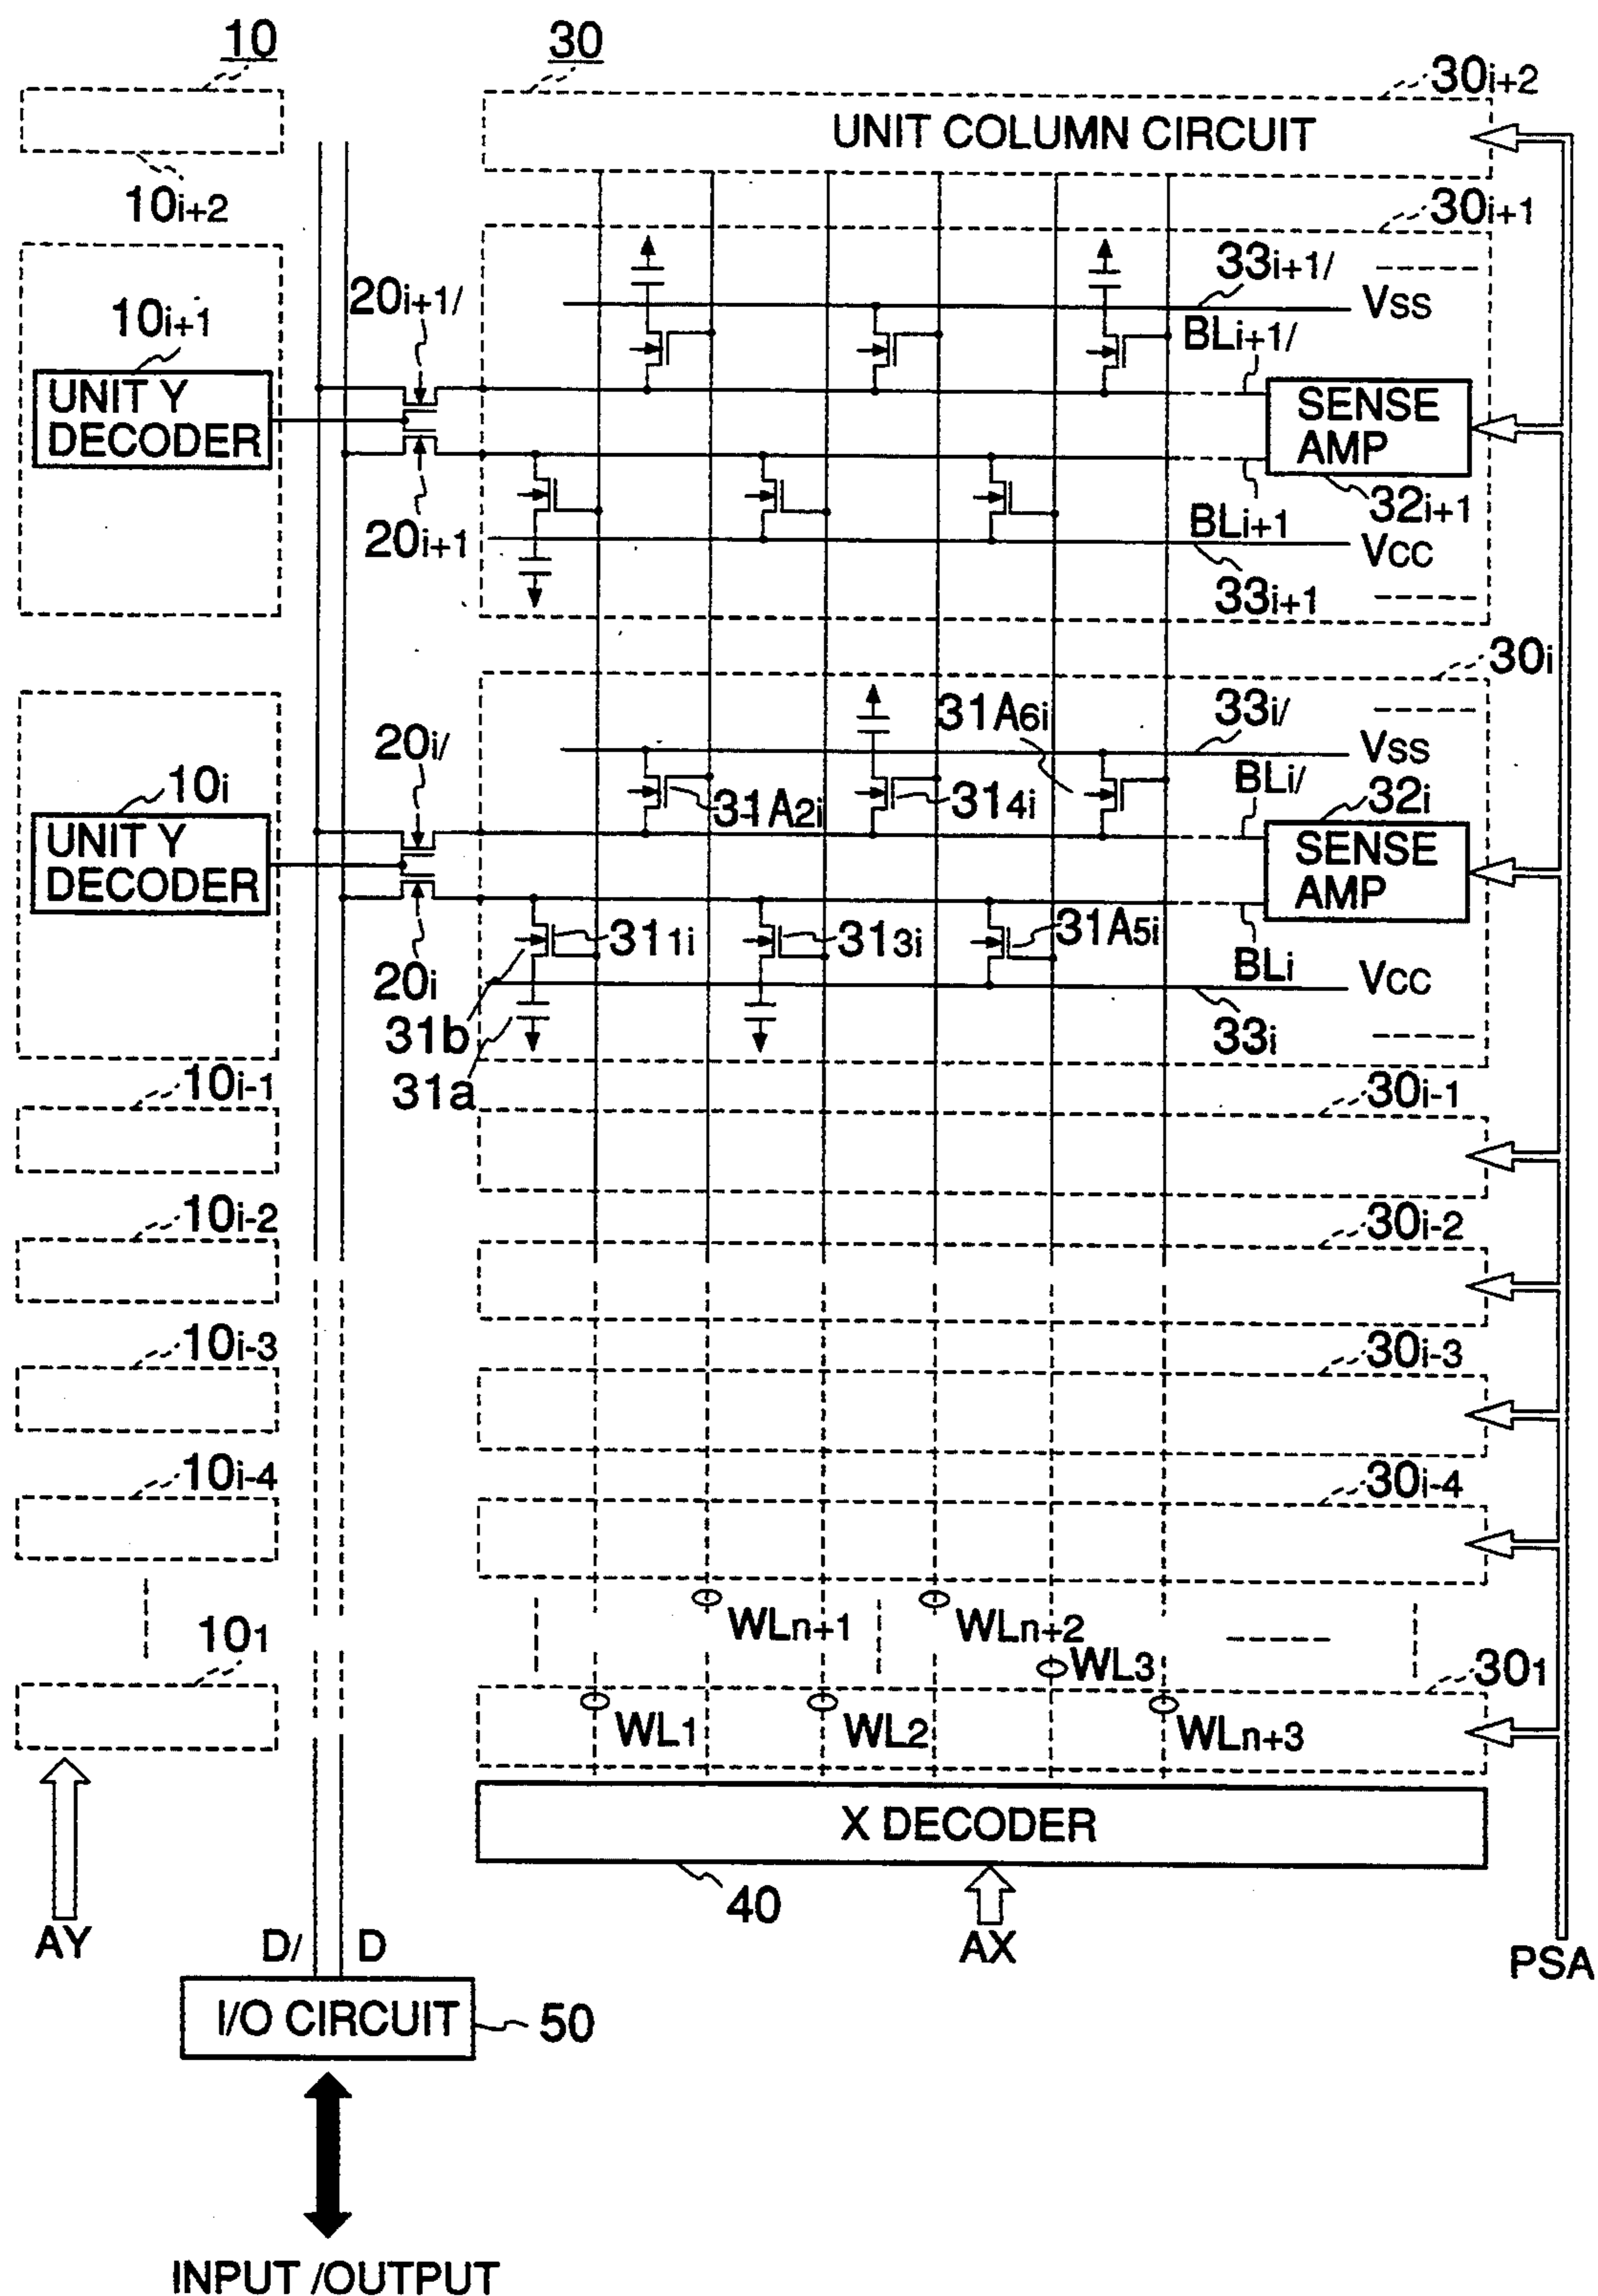 10
30
30i+2
UNIT COLUMN CIRCUIT
10i+2
30i+1
33i+1/
20i+1/
VSS
10i+1
BLi+1/
UNIT Y
DECODER
SENSE
AMP
20i+1
BLi+1
32i+1
VCC
33i+1
30i
31A6i
33i/
20i/
VSS
10i
31A2i
314i
BLi/
32i
UNIT Y
DECODER
SENSE
AMP
311i
313i
31A5i
20i
BLi
VCC
31b
33i
31a
10i-1
30i-1
10i-2
30i-2
10i-3
30i-3
10i-4
30i-4
WLn+1
WLn+2
101
WL3
301
WL1
WL2
WLn+3
X DECODER
40
AY
D/
D
AX
PSA
I/O CIRCUIT
50
INPUT /OUTPUT